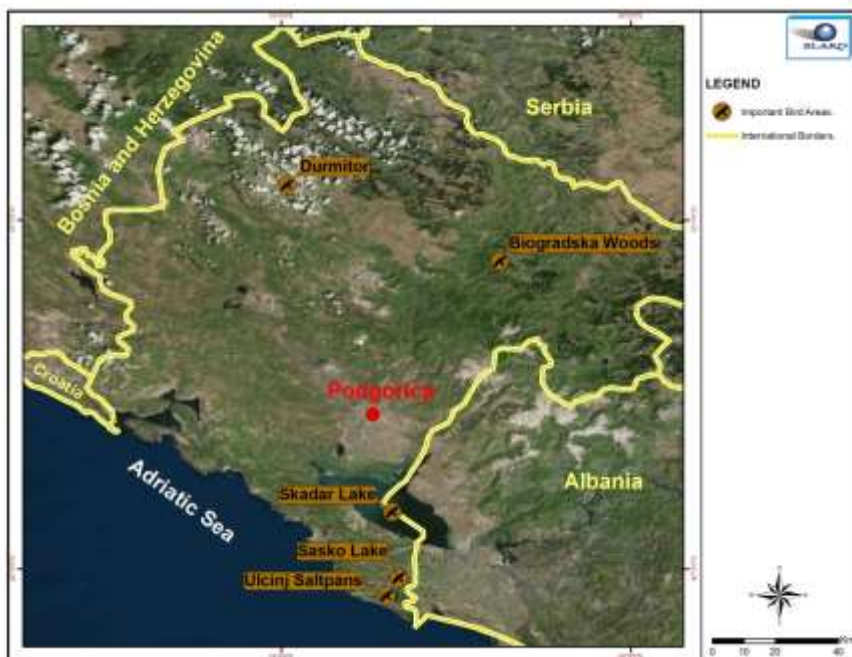 LEGEND
Important Bird Areas
International Borders
Bosnia and Herzegovina
Serbia
Durmitor
Biogradska Woods
Croatia
Podgorica
Adriatic Sea
Albania
Skadar Lake
Sasko Lake
Ulcinj Saltpans
0 10 20 40
Km